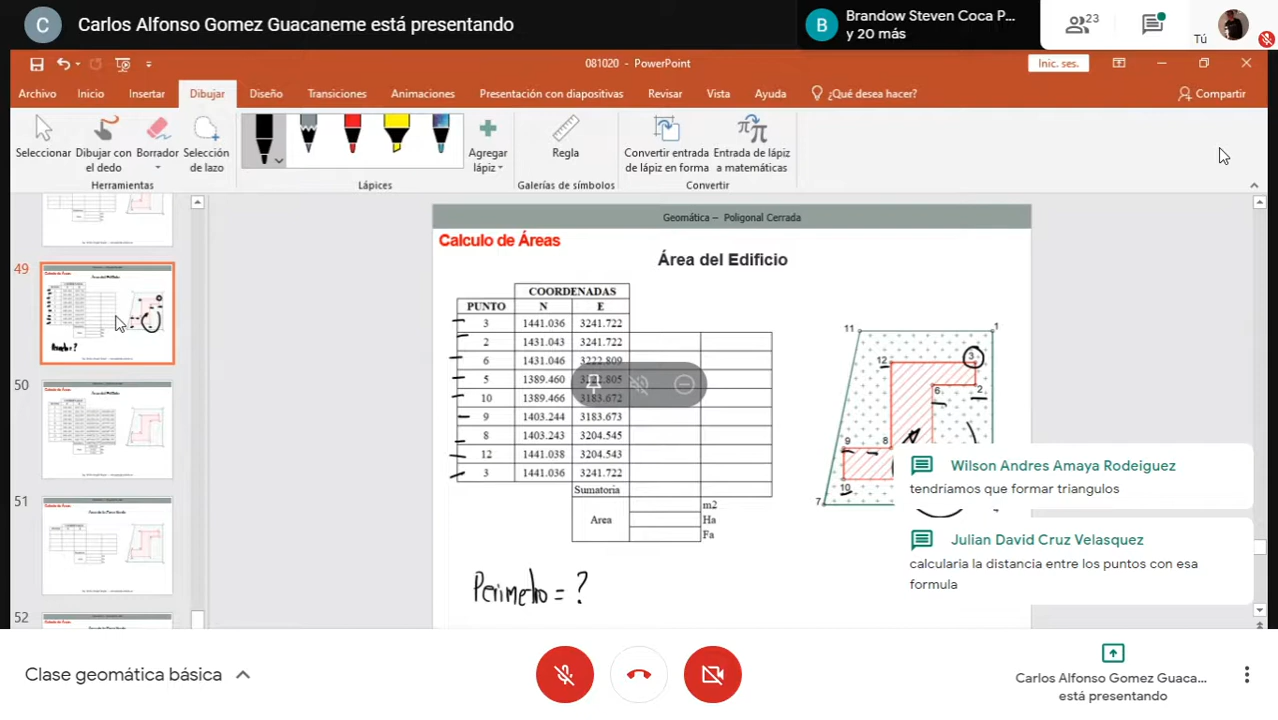 C Carlos Alfonso Gomez Guacaneme está presentando
B Brandow Steven Coca P...
y 20 más
23
Tú
081020 - PowerPoint
Inic. ses.
Archivo Inicio Insertar Dibujar Diseño Transiciones Animaciones Presentación con diapositivas Revisar Vista Ayuda ¿Qué desea hacer? Compartir
Seleccionar Dibujar con el dedo Borrador Selección de lazo
Agregar lápiz
Regla
Convertir entrada de lápiz en forma
Entrada de lápiz a matemáticas
Herramientas Lápices Galerías de símbolos Convertir
49
50
51
52
Geomática – Poligonal Cerrada
Calculo de Áreas
Área del Edificio
COORDENADAS
PUNTO N E
3 1441.036 3241.722
2 1431.043 3241.722
6 1431.046 3222.809
5 1389.460
10 1389.466 3183.672
9 1403.244 3183.673
8 1403.243 3204.545
12 1441.038 3204.543
3 1441.036 3241.722
Sumatoria
Area
m2
Ha
Fa
11 1
12 3
6 2
9 8
10
7
Perimetro = ?
Wilson Andres Amaya Rodeiguez
tendríamos que formar triangulos
Julian David Cruz Velasquez
calcularia la distancia entre los puntos con esa
formula
Clase geomática básica
Carlos Alfonso Gomez Guaca...
está presentando